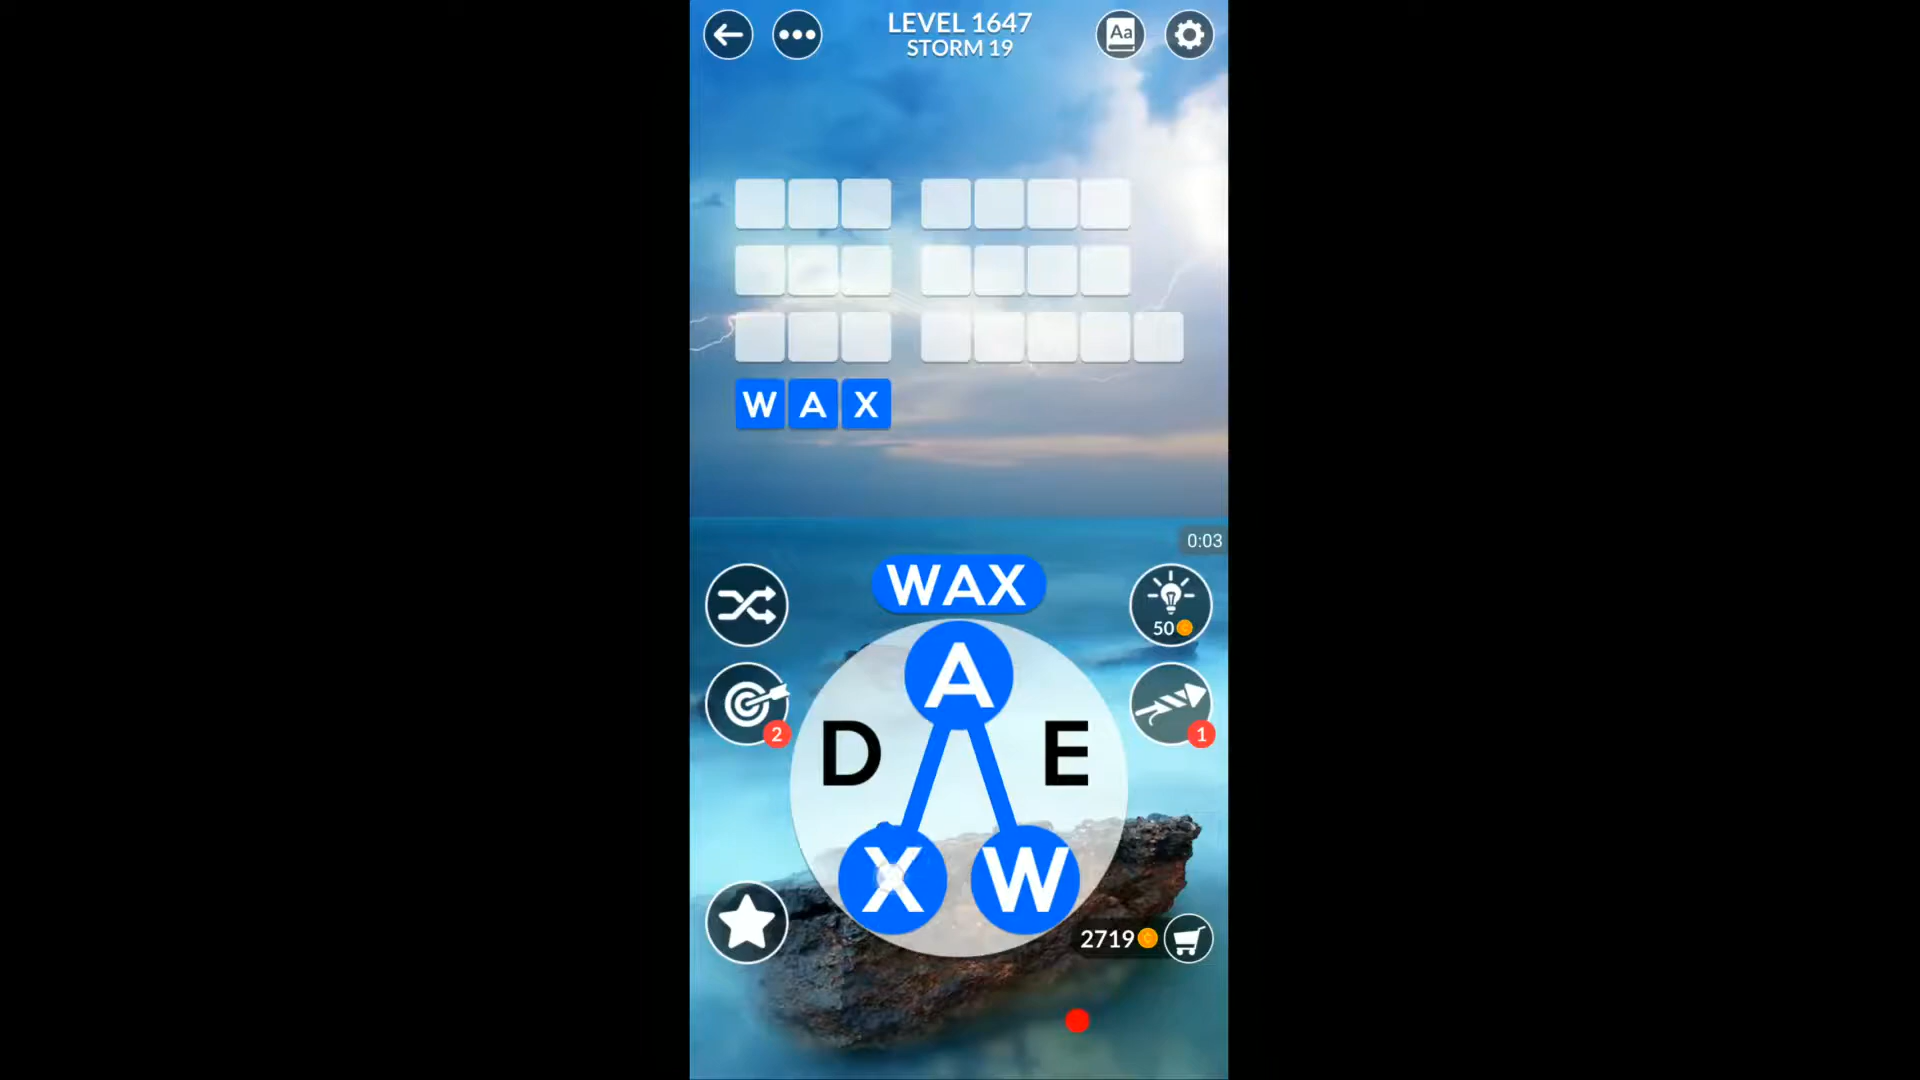 LEVEL 1647
STORM 19
Aa
W A X
0:03
WAX
50
A
D E
2 1
X W
2719